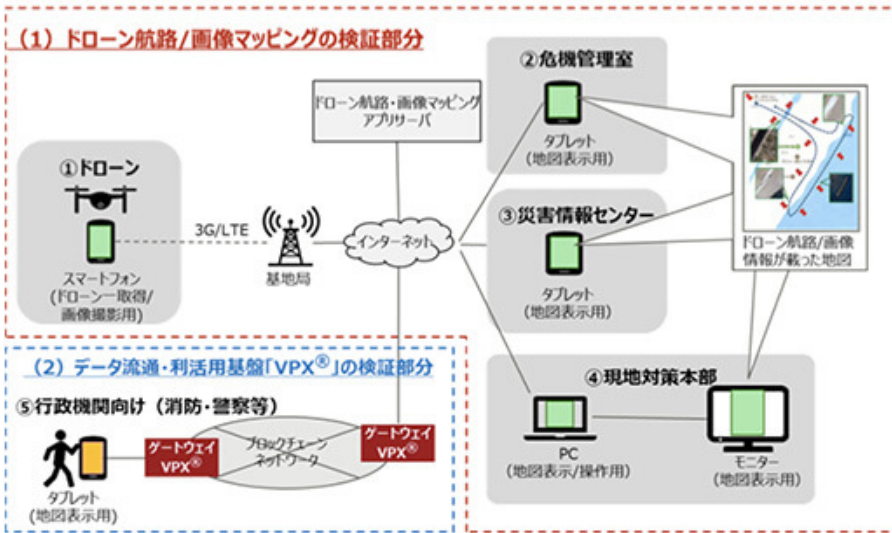 （1）ドローン航路/画像マッピングの検証部分
ドローン航路・画像マッピング
アプリサーバ
①ドローン
スマートフォン
(ドローン一取得/
画像撮影用)
3G/LTE
基地局
インターネット
②危機管理室
タブレット
(地図表示用)
③災害情報センター
タブレット
(地図表示用)
ドローン航路/画像
情報が載った地図
④現地対策本部
PC
(地図表示/操作用)
モニター
(地図表示用)
（2）データ流通・利活用基盤「VPX®」の検証部分
⑤行政機関向け（消防・警察等）
タブレット
(地図表示用)
ゲートウェイ
VPX®
ブロックチェーン
ネットワーク
ゲートウェイ
VPX®